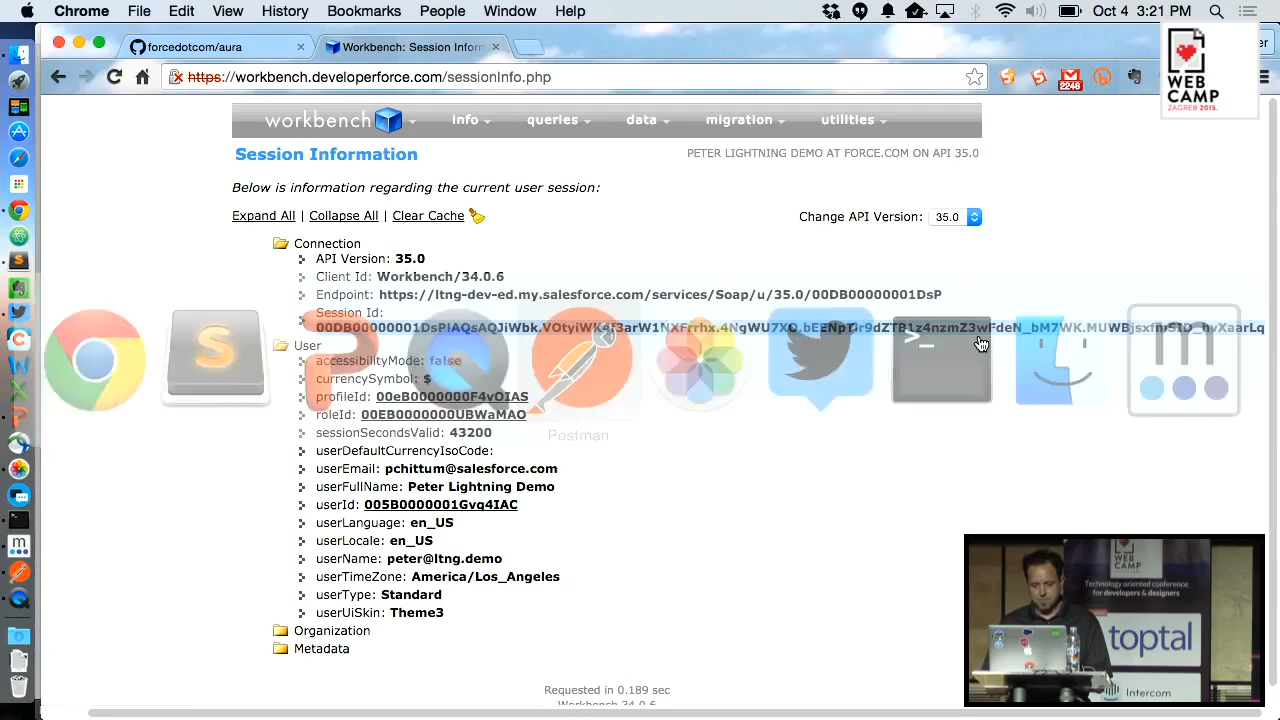 Chrome File Edit View History Bookmarks People Window Help
Oct 4 3:21 PM
forcedotcom/aura
Workbench: Session Inform
https://workbench.developerforce.com/sessionInfo.php
2248
WEB
CAMP
ZAGREB 2015.
workbench info queries data migration utilities
Session Information
PETER LIGHTNING DEMO AT FORCE.COM ON API 35.0
Below is information regarding the current user session:
Expand All | Collapse All | Clear Cache
Change API Version: 35.0
Connection
API Version: 35.0
Client Id: Workbench/34.0.6
Endpoint: https://ltng-dev-ed.my.salesforce.com/services/Soap/u/35.0/00DB00000001DsP
Session Id:
User
accessibilityMode: false
currencySymbol: $
profileId: 00eB0000000F4vOIAS
roleId: 00EB0000000UBWaMAO
sessionSecondsValid: 43200
Postman
userDefaultCurrencyIsoCode:
userEmail: pchittum@salesforce.com
userFullName: Peter Lightning Demo
userId: 005B0000001Gvq4IAC
userLanguage: en_US
userLocale: en_US
userName: peter@ltng.demo
userTimeZone: America/Los_Angeles
userType: Standard
userUiSkin: Theme3
Organization
Metadata
Requested in 0.189 sec
Workbench 34.0.6
WEB
CAMP
Technology oriented conference
for developers & designers
toptal
Intercom